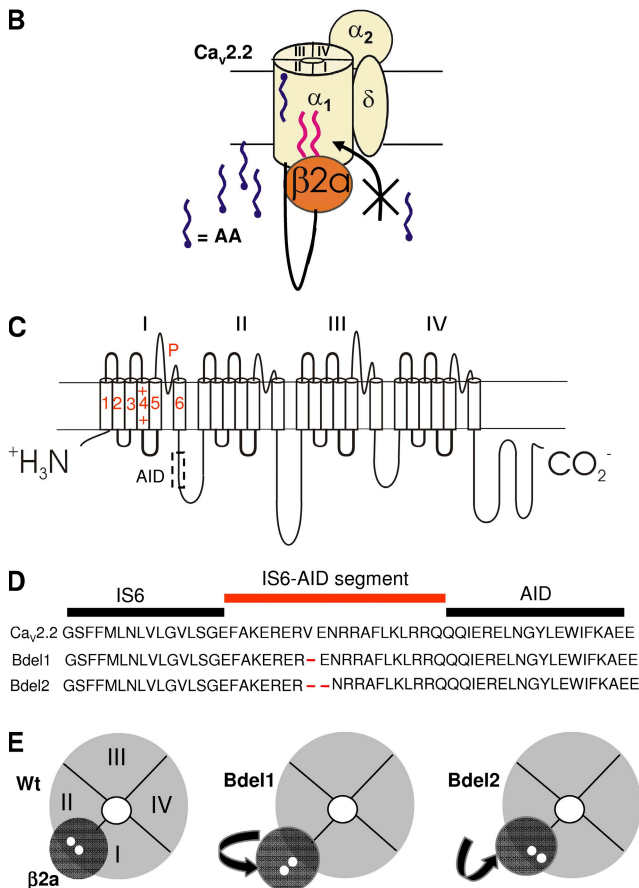 B
Cav2.2
α2
III IV
II I
α1
δ
β2a
= AA
C
I II III IV
P
1 2 3 + 4 + 5 6
+H3N
AID
CO2-
D
IS6-AID segment
IS6
AID
Cav2.2 GSFFMLNLVLGVLSGEFAKERERVENRRAFLKLRRQQQIERELNGYLEWIFKAEE
Bdel1 GSFFMLNLVLGVLSGEFAKERER–ENRRAFLKLRRQQQIERELNGYLEWIFKAEE
Bdel2 GSFFMLNLVLGVLSGEFAKERER– –NRRAFLKLRRQQQIERELNGYLEWIFKAEE
E
Wt
III
II IV
I
β2a
Bdel1
Bdel2